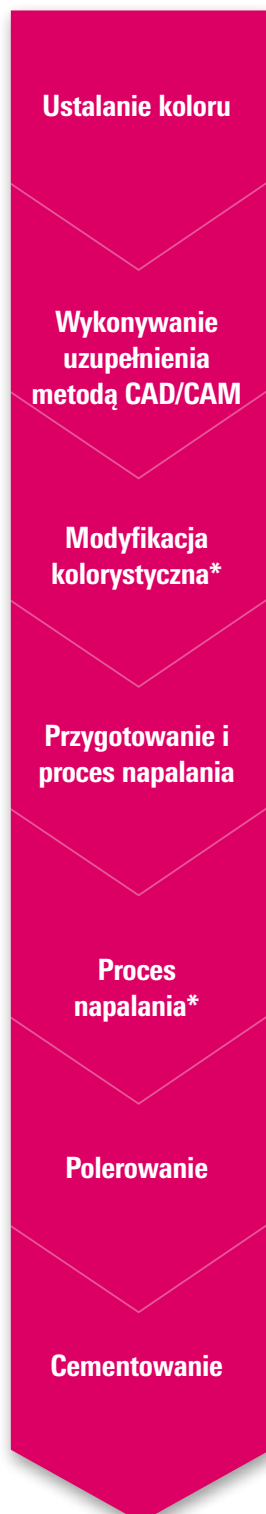 Ustalanie koloru
Wykonywanie
uzupełnienia
metodą CAD/CAM
Modyfikacja
kolorystyczna*
Przygotowanie i
proces napalania
Proces
napalania*
Polerowanie
Cementowanie